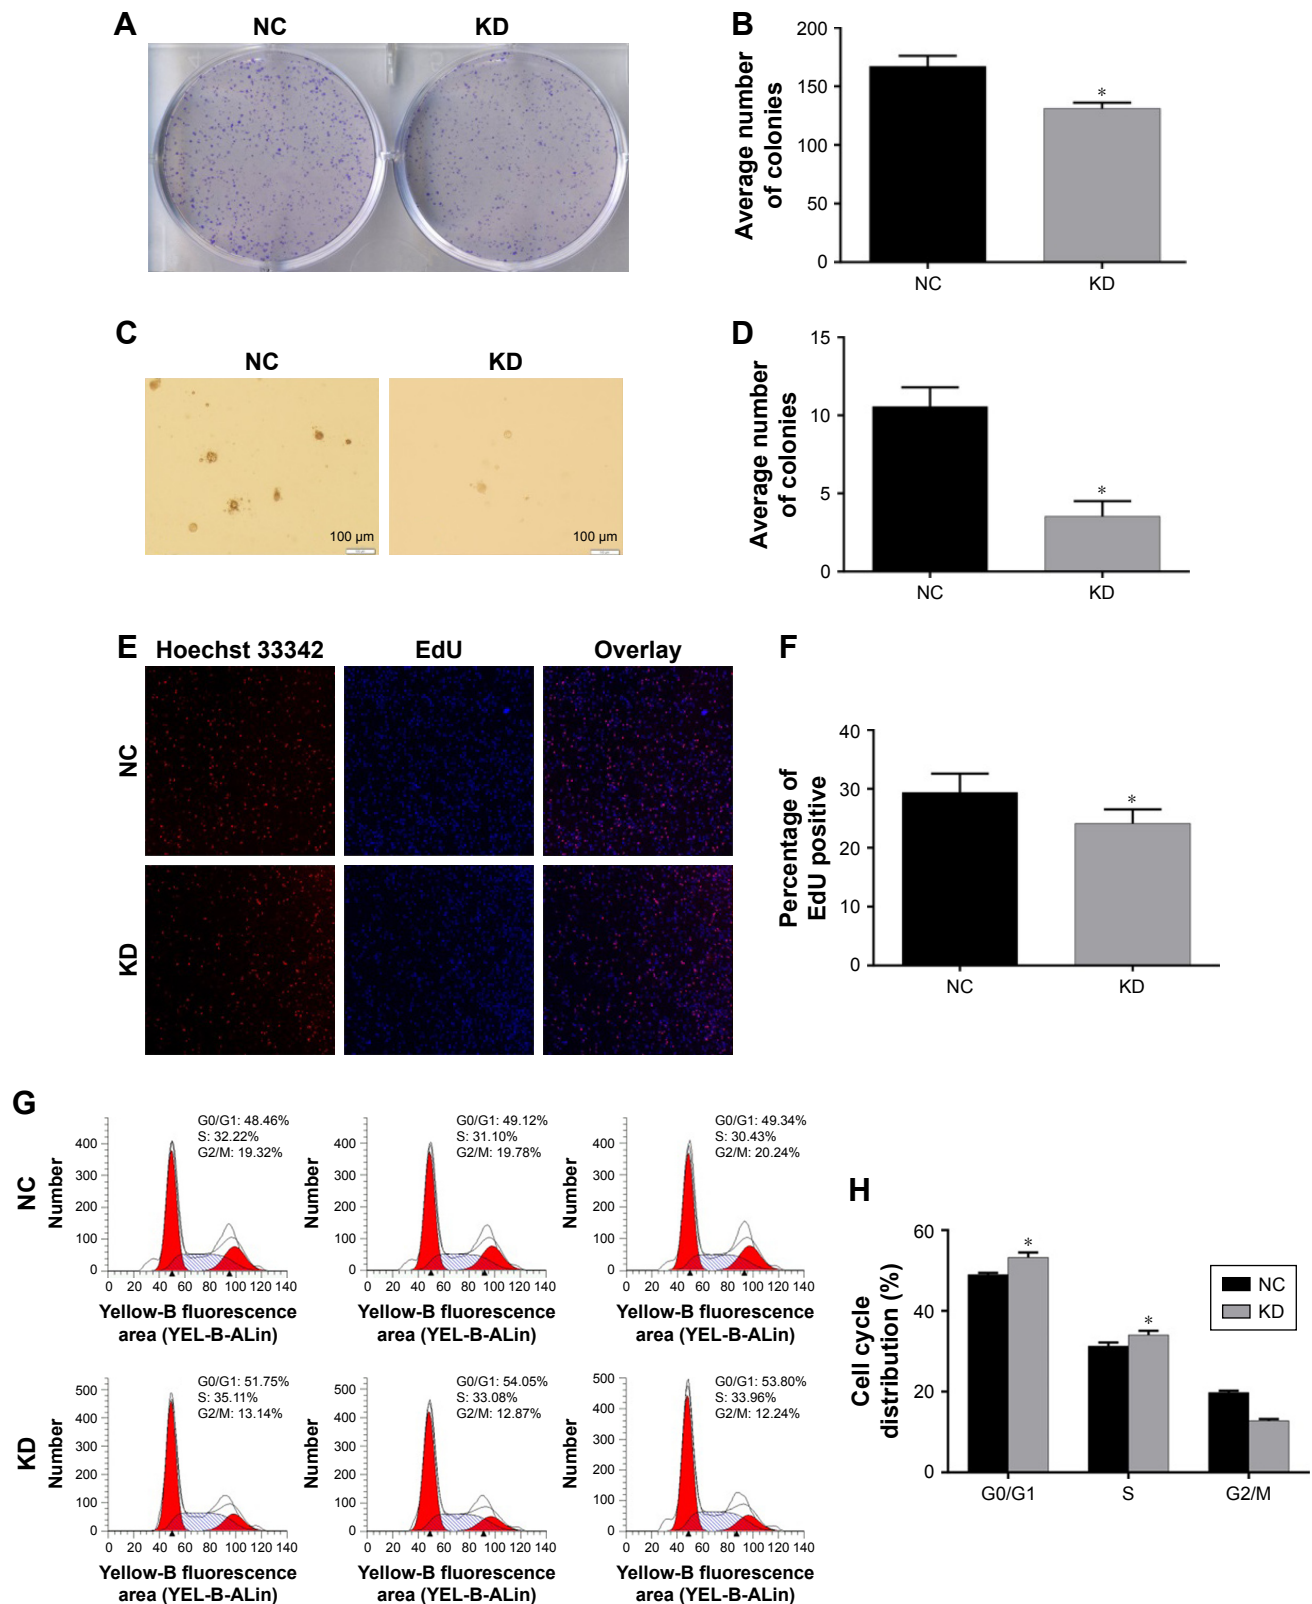 A
NC
KD
B
Average number
of colonies
200
150
100
50
0
*
NC
KD
C
NC
KD
100 µm
100 µm
D
Average number
of colonies
15
10
5
0
*
NC
KD
E
Hoechst 33342
EdU
Overlay
NC
KD
F
Percentage of
EdU positive
40
30
20
10
0
*
NC
KD
G
NC
Number
400
300
200
100
0
G0/G1: 48.46%
S: 32.22%
G2/M: 19.32%
0 20 40 60 80 100 120 140
Yellow-B fluorescence
area (YEL-B-ALin)
Number
400
300
200
100
0
G0/G1: 49.12%
S: 31.10%
G2/M: 19.78%
0 20 40 60 80 100 120 140
Yellow-B fluorescence
area (YEL-B-ALin)
Number
400
300
200
100
0
G0/G1: 49.34%
S: 30.43%
G2/M: 20.24%
0 20 40 60 80 100 120 140
Yellow-B fluorescence
area (YEL-B-ALin)
KD
Number
500
400
300
200
100
0
G0/G1: 51.75%
S: 35.11%
G2/M: 13.14%
0 20 40 60 80 100 120 140
Yellow-B fluorescence
area (YEL-B-ALin)
Number
500
400
300
200
100
0
G0/G1: 54.05%
S: 33.08%
G2/M: 12.87%
0 20 40 60 80 100 120 140
Yellow-B fluorescence
area (YEL-B-ALin)
Number
500
400
300
200
100
0
G0/G1: 53.80%
S: 33.96%
G2/M: 12.24%
0 20 40 60 80 100 120 140
Yellow-B fluorescence
area (YEL-B-ALin)
H
Cell cycle
distribution (%)
60
40
20
0
*
*
NC
KD
G0/G1
S
G2/M